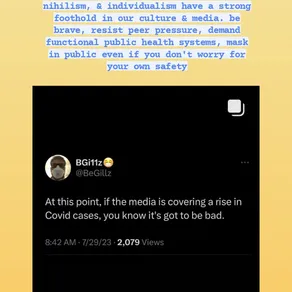 nihilism, & individualism have a strong
foothold in our culture & media. be
brave, resist peer pressure, demand
functional public health systems, mask
in public even if you don't worry for
your own safety
BGi11z😷
@BeGillz
At this point, if the media is covering a rise in
Covid cases, you know it's got to be bad.
8:42 AM · 7/29/23 · 2,079 Views